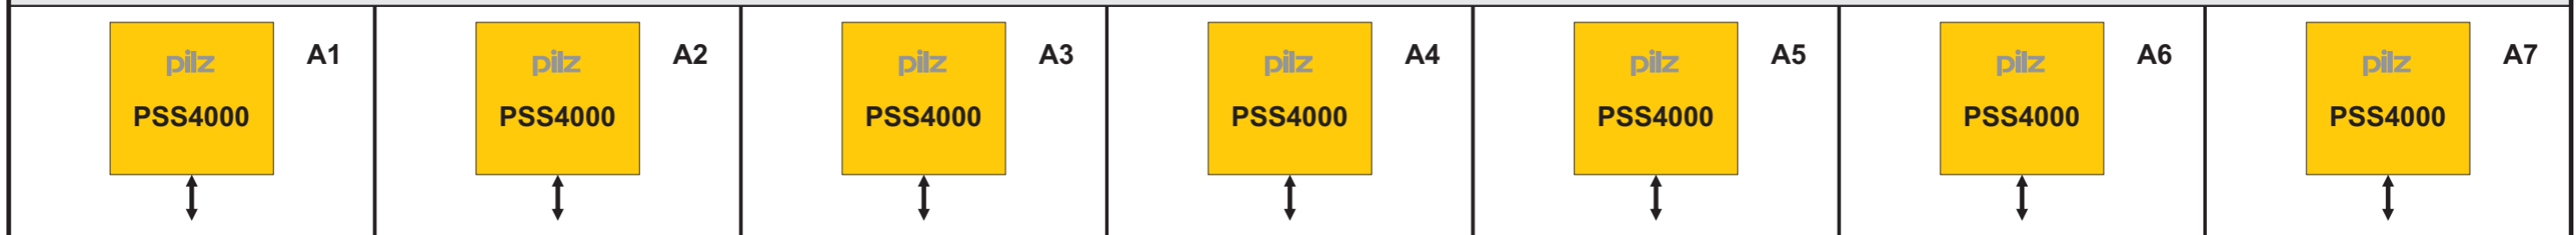 pilz PSS4000 A1
pilz PSS4000 A2
pilz PSS4000 A3
pilz PSS4000 A4
pilz PSS4000 A5
pilz PSS4000 A6
pilz PSS4000 A7